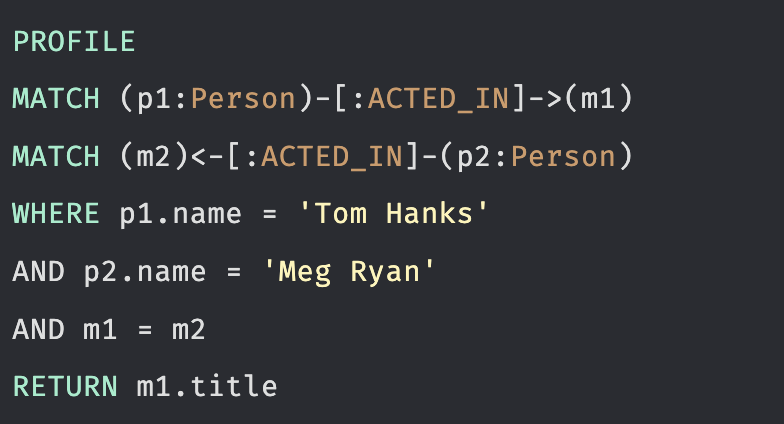 PROFILE
MATCH (p1:Person)-[:ACTED_IN]->(m1)
MATCH (m2)<-[:ACTED_IN]-(p2:Person)
WHERE p1.name = 'Tom Hanks'
AND p2.name = 'Meg Ryan'
AND m1 = m2
RETURN m1.title